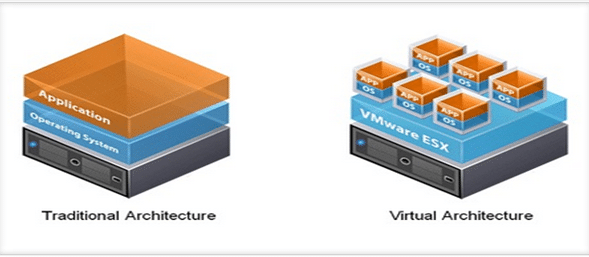 Application
Operating System
Traditional Architecture
APP
OS
APP
OS
APP
OS
APP
OS
APP
OS
APP
OS
VMware ESX
Virtual Architecture